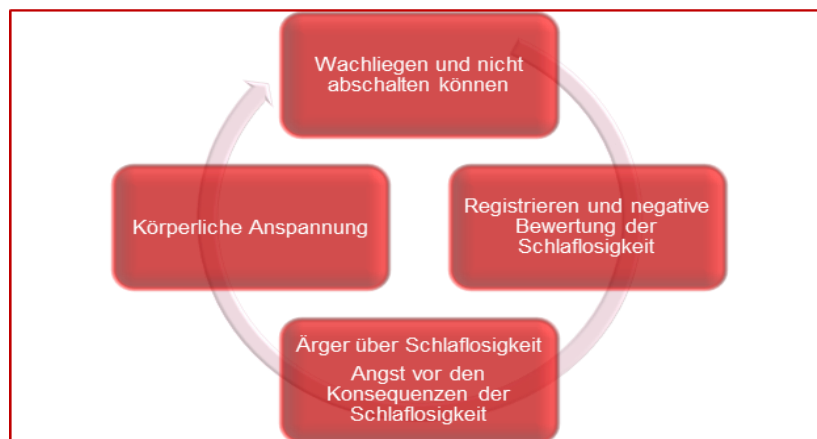 Wachliegen und nicht
abschalten können
Registrieren und negative
Bewertung der
Schlaflosigkeit
Ärger über Schlaflosigkeit
Angst vor den
Konsequenzen der
Schlaflosigkeit
Körperliche Anspannung